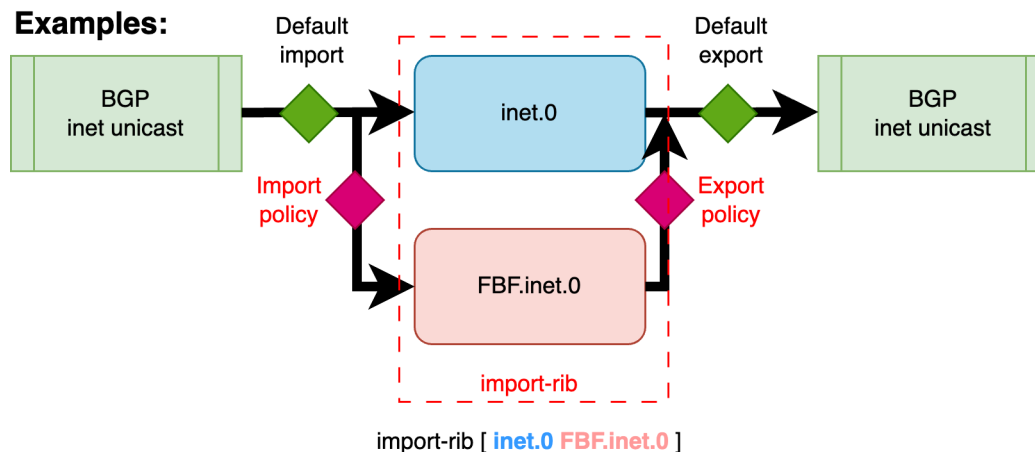 Examples:
Default
import
Default
export
BGP
inet unicast
inet.0
BGP
inet unicast
Import
policy
Export
policy
FBF.inet.0
import-rib
import-rib [ inet.0 FBF.inet.0 ]